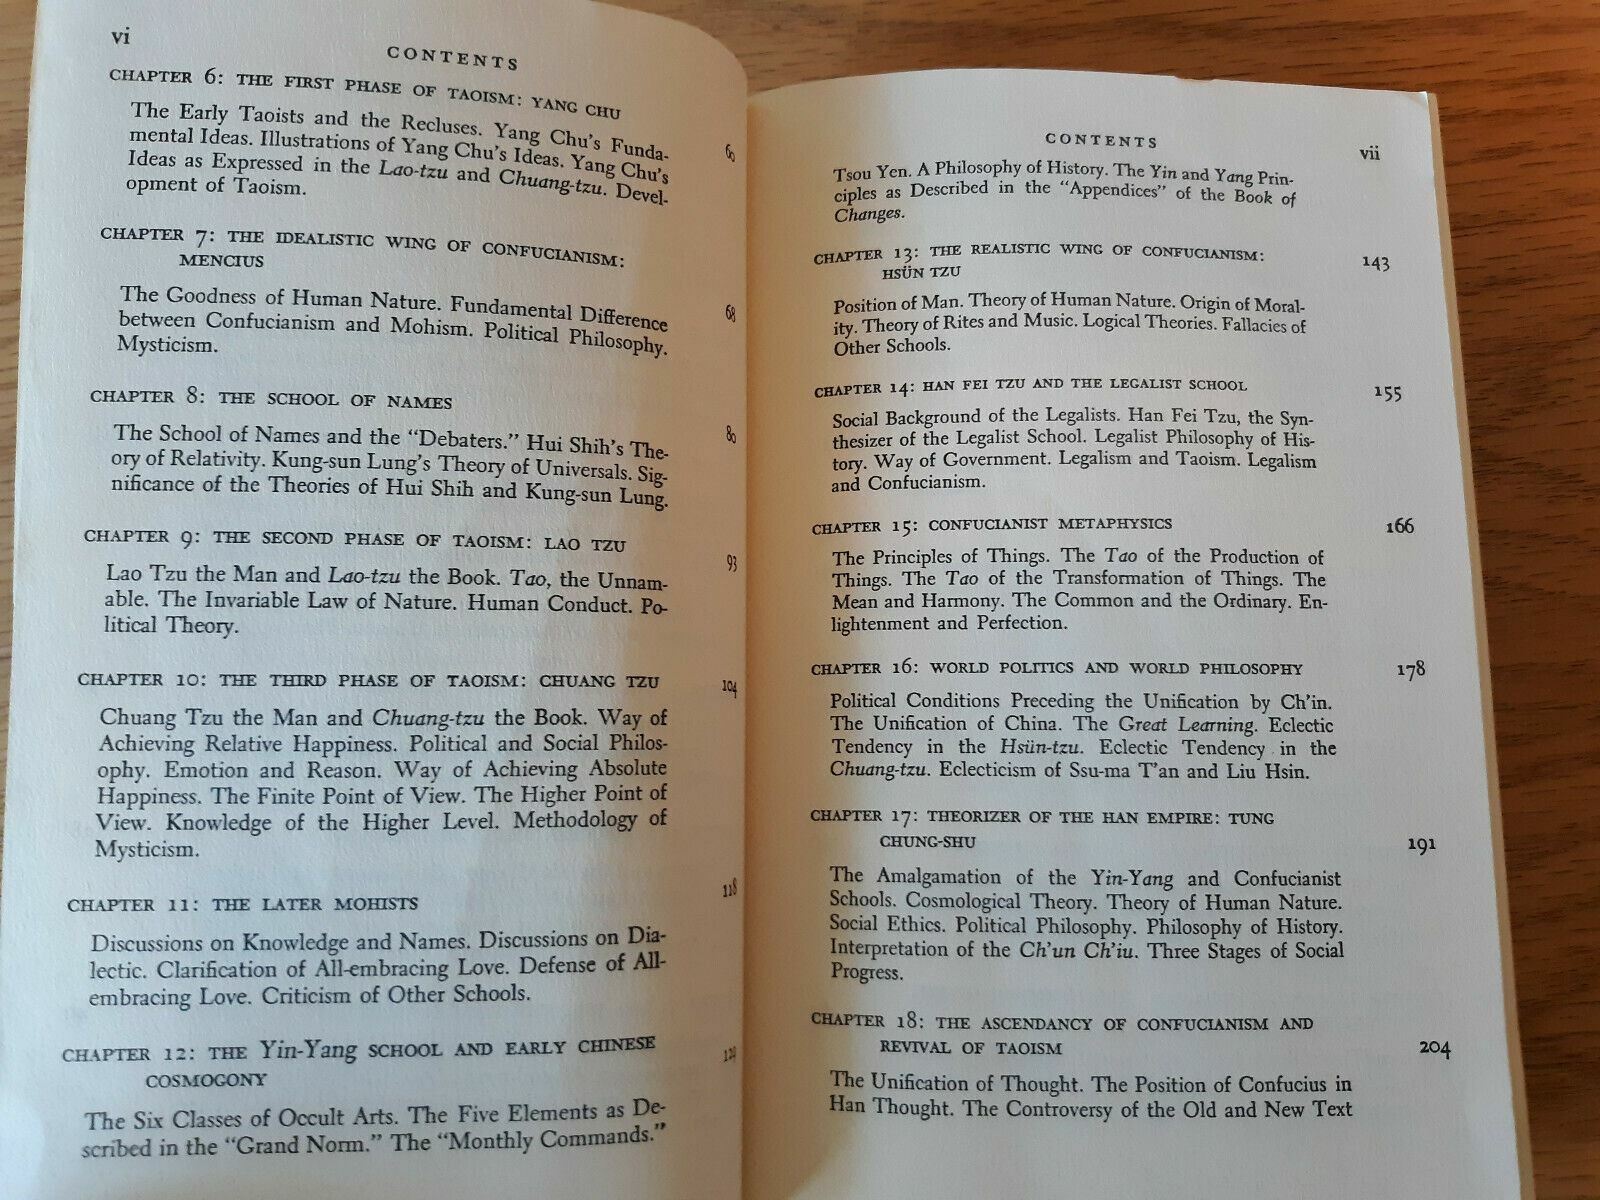 vi
CONTENTS
CHAPTER 6: THE FIRST PHASE OF TAOISM: YANG CHU 60
The Early Taoists and the Recluses. Yang Chu's Funda-
mental Ideas. Illustrations of Yang Chu's Ideas. Yang Chu's
Ideas as Expressed in the Lao-tzu and Chuang-tzu. Devel-
opment of Taoism.
CHAPTER 7: THE IDEALISTIC WING OF CONFUCIANISM:
MENCIUS 68
The Goodness of Human Nature. Fundamental Difference
between Confucianism and Mohism. Political Philosophy.
Mysticism.
CHAPTER 8: THE SCHOOL OF NAMES 80
The School of Names and the "Debaters." Hui Shih's The-
ory of Relativity. Kung-sun Lung's Theory of Universals. Sig-
nificance of the Theories of Hui Shih and Kung-sun Lung.
CHAPTER 9: THE SECOND PHASE OF TAOISM: LAO TZU 93
Lao Tzu the Man and Lao-tzu the Book. Tao, the Unnam-
able. The Invariable Law of Nature. Human Conduct. Po-
litical Theory.
CHAPTER 10: THE THIRD PHASE OF TAOISM: CHUANG TZU 104
Chuang Tzu the Man and Chuang-tzu the Book. Way of
Achieving Relative Happiness. Political and Social Philos-
ophy. Emotion and Reason. Way of Achieving Absolute
Happiness. The Finite Point of View. The Higher Point of
View. Knowledge of the Higher Level. Methodology of
Mysticism.
CHAPTER 11: THE LATER MOHISTS 118
Discussions on Knowledge and Names. Discussions on Dia-
lectic. Clarification of All-embracing Love. Defense of All-
embracing Love. Criticism of Other Schools.
CHAPTER 12: THE Yin-Yang SCHOOL AND EARLY CHINESE
COSMOGONY 129
The Six Classes of Occult Arts. The Five Elements as De-
scribed in the "Grand Norm." The "Monthly Commands."
CONTENTS vii
Tsou Yen. A Philosophy of History. The Yin and Yang Prin-
ciples as Described in the "Appendices" of the Book of
Changes.
CHAPTER 13: THE REALISTIC WING OF CONFUCIANISM:
HSÜN TZU 143
Position of Man. Theory of Human Nature. Origin of Moral-
ity. Theory of Rites and Music. Logical Theories. Fallacies of
Other Schools.
CHAPTER 14: HAN FEI TZU AND THE LEGALIST SCHOOL 155
Social Background of the Legalists. Han Fei Tzu, the Syn-
thesizer of the Legalist School. Legalist Philosophy of His-
tory. Way of Government. Legalism and Taoism. Legalism
and Confucianism.
CHAPTER 15: CONFUCIANIST METAPHYSICS 166
The Principles of Things. The Tao of the Production of
Things. The Tao of the Transformation of Things. The
Mean and Harmony. The Common and the Ordinary. En-
lightenment and Perfection.
CHAPTER 16: WORLD POLITICS AND WORLD PHILOSOPHY 178
Political Conditions Preceding the Unification by Ch'in.
The Unification of China. The Great Learning. Eclectic
Tendency in the Hsün-tzu. Eclectic Tendency in the
Chuang-tzu. Eclecticism of Ssu-ma T'an and Liu Hsin.
CHAPTER 17: THEORIZER OF THE HAN EMPIRE: TUNG
CHUNG-SHU 191
The Amalgamation of the Yin-Yang and Confucianist
Schools. Cosmological Theory. Theory of Human Nature.
Social Ethics. Political Philosophy. Philosophy of History.
Interpretation of the Ch'un Ch'iu. Three Stages of Social
Progress.
CHAPTER 18: THE ASCENDANCY OF CONFUCIANISM AND
REVIVAL OF TAOISM 204
The Unification of Thought. The Position of Confucius in
Han Thought. The Controversy of the Old and New Text